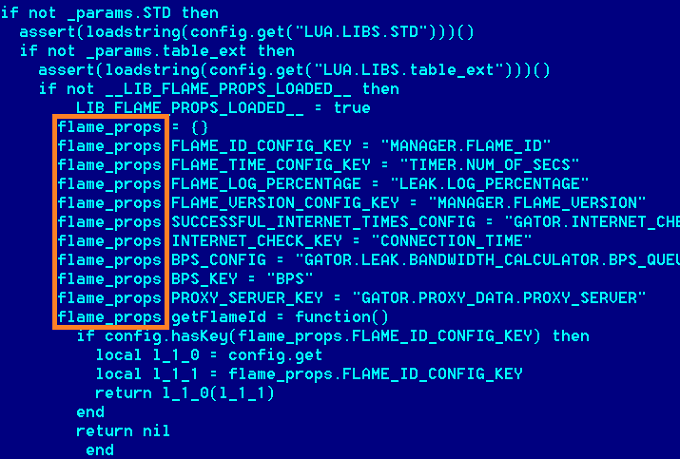 if not _params.STD then
assert(loadstring(config.get("LUA.LIBS.STD")))()
if not _params.table_ext then
assert(loadstring(config.get("LUA.LIBS.table_ext")))()
if not __LIB_FLAME_PROPS_LOADED__ then
LIB_FLAME_PROPS_LOADED__ = true
flame_props = {}
flame_props FLAME_ID_CONFIG_KEY = "MANAGER.FLAME_ID"
flame_props FLAME_TIME_CONFIG_KEY = "TIMER.NUM_OF_SECS"
flame_props FLAME_LOG_PERCENTAGE = "LEAK.LOG_PERCENTAGE"
flame_props FLAME_VERSION_CONFIG_KEY = "MANAGER.FLAME_VERSION"
flame_props SUCCESSFUL_INTERNET_TIMES_CONFIG = "GATOR.INTERNET_CHE
flame_props INTERNET_CHECK_KEY = "CONNECTION_TIME"
flame_props BPS_CONFIG = "GATOR.LEAK.BANDWIDTH_CALCULATOR.BPS_QUEU
flame_props BPS_KEY = "BPS"
flame_props PROXY_SERVER_KEY = "GATOR.PROXY_DATA.PROXY_SERVER"
flame_props getFlameId = function()
if config.hasKey(flame_props.FLAME_ID_CONFIG_KEY) then
local l_1_0 = config.get
local l_1_1 = flame_props.FLAME_ID_CONFIG_KEY
return l_1_0(l_1_1)
end
return nil
end